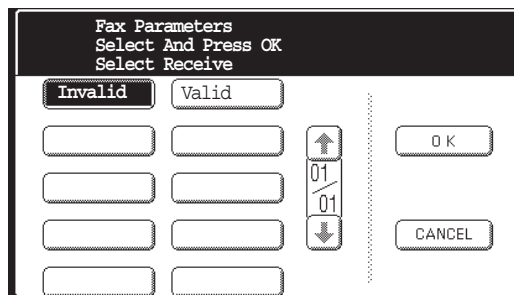 Fax Parameters
Select And Press OK
Select Receive
Invalid Valid
OK
01
01
CANCEL